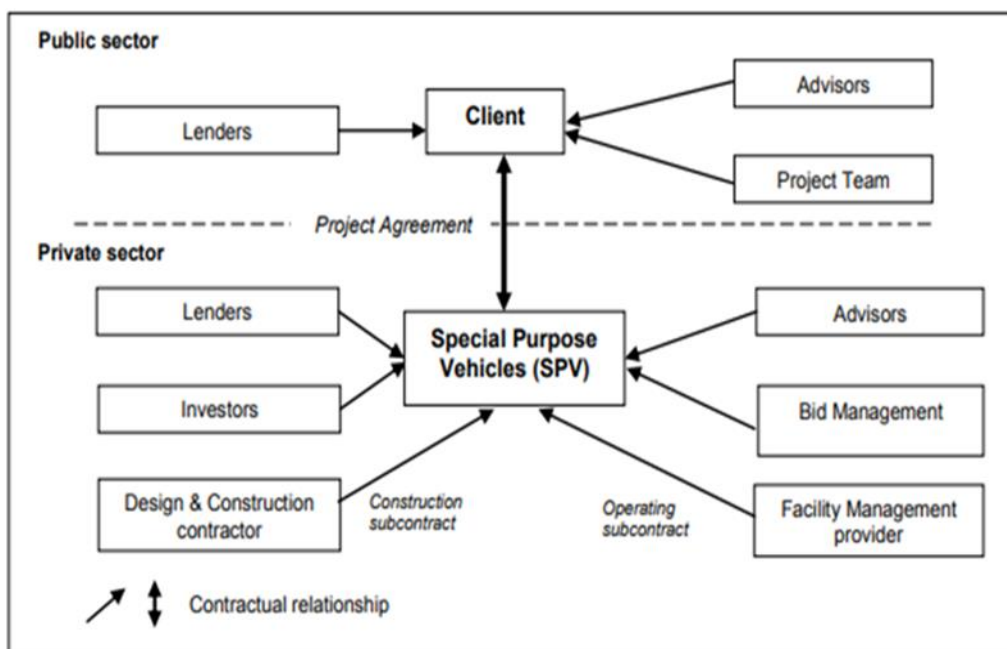 Public sector
Advisors
Client
Lenders
Project Team
Project Agreement
Private sector
Lenders
Advisors
Special Purpose
Vehicles (SPV)
Investors
Bid Management
Design & Construction
contractor
Construction
subcontract
Operating
subcontract
Facility Management
provider
Contractual relationship